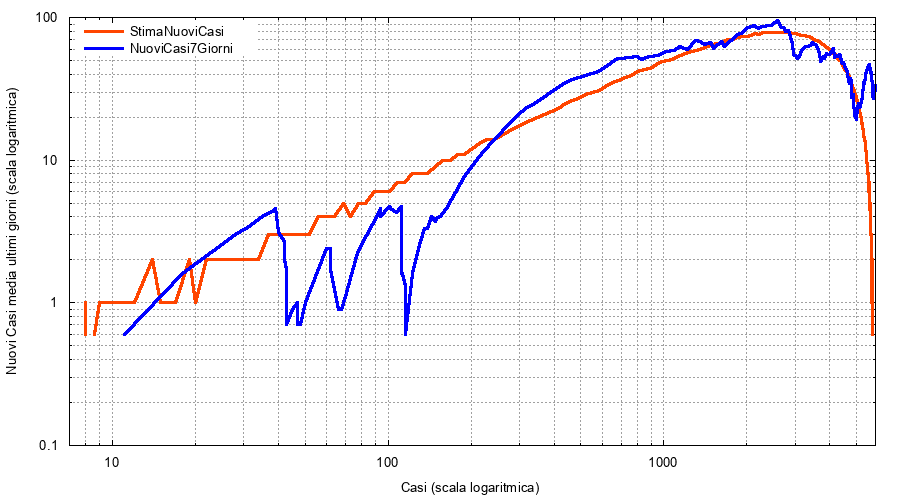 100
StimaNuoviCasi
NuoviCasi7Giorni
10
1
0.1
Nuovi Casi media ultimi giorni (scala logaritmica)
10
100
1000
Casi (scala logaritmica)